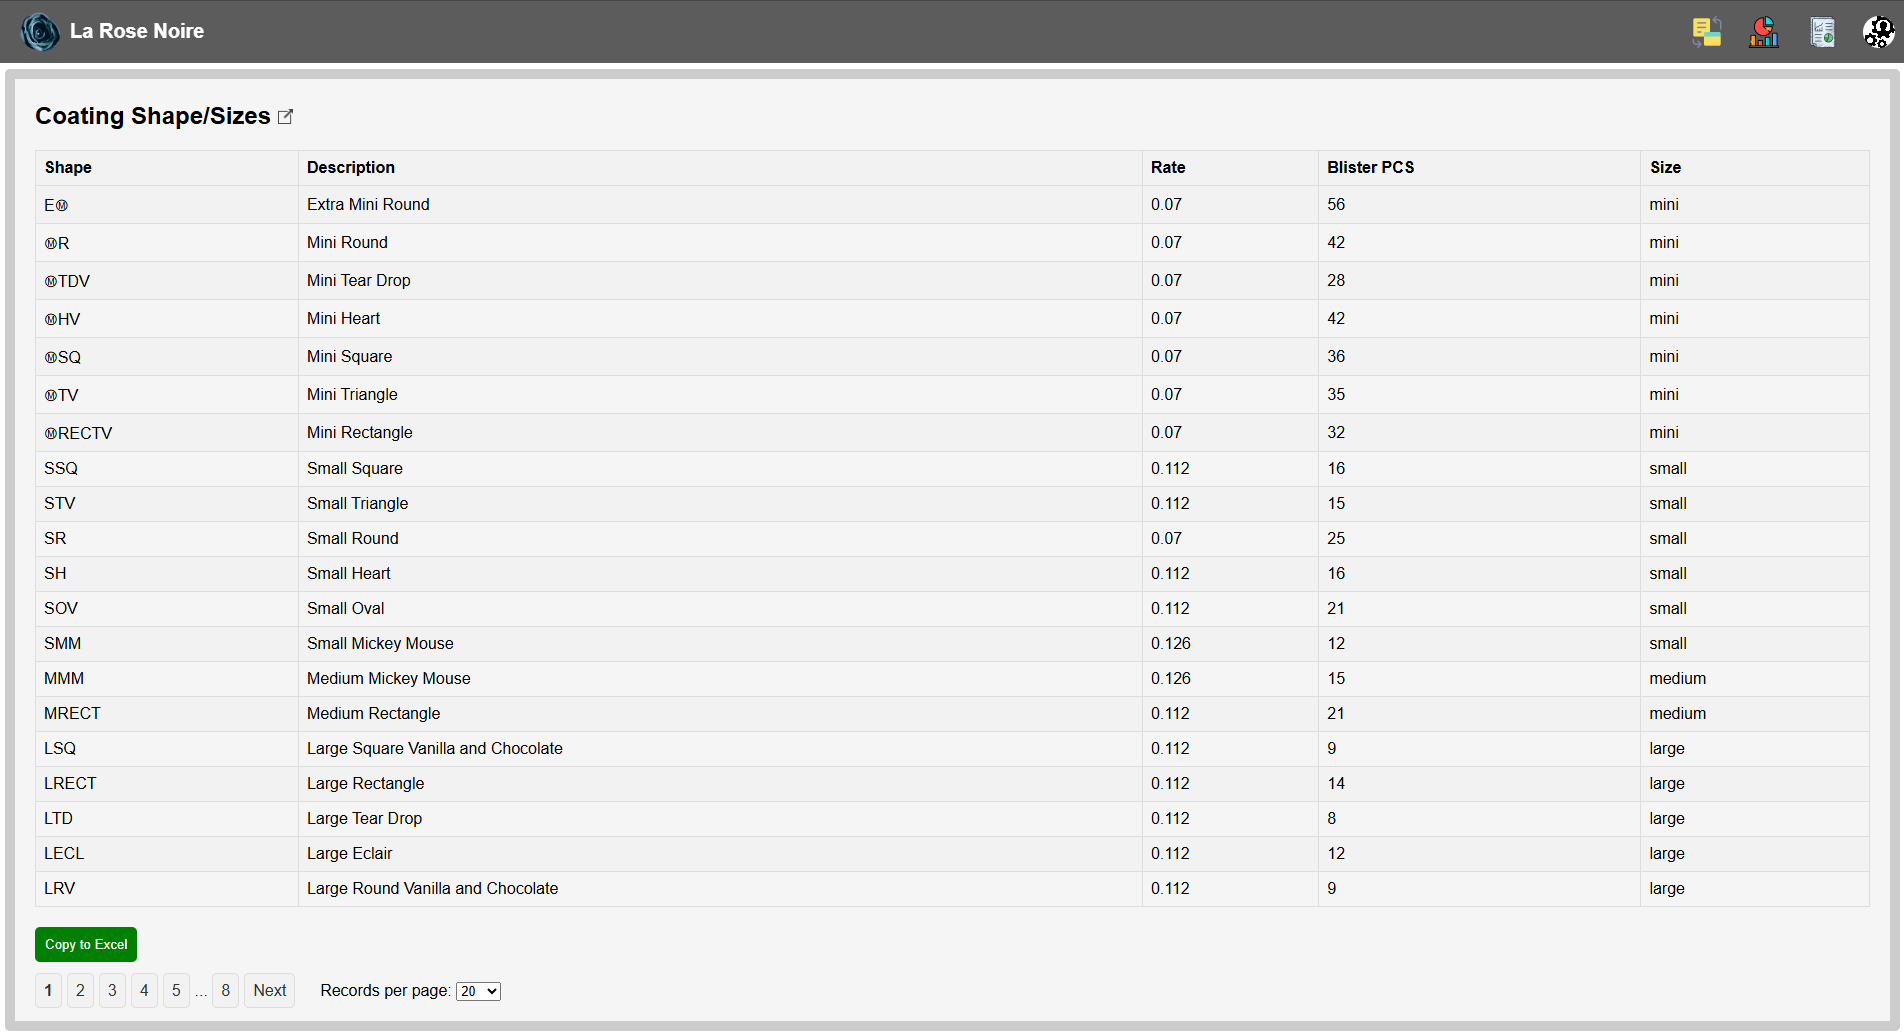 La Rose Noire
Coating Shape/Sizes
Shape Description Rate Blister PCS Size
EⓂ Extra Mini Round 0.07 56 mini
ⓂR Mini Round 0.07 42 mini
ⓂTDV Mini Tear Drop 0.07 28 mini
ⓂHV Mini Heart 0.07 42 mini
ⓂSQ Mini Square 0.07 36 mini
ⓂTV Mini Triangle 0.07 35 mini
ⓂRECTV Mini Rectangle 0.07 32 mini
SSQ Small Square 0.112 16 small
STV Small Triangle 0.112 15 small
SR Small Round 0.07 25 small
SH Small Heart 0.112 16 small
SOV Small Oval 0.112 21 small
SMM Small Mickey Mouse 0.126 12 small
MMM Medium Mickey Mouse 0.126 15 medium
MRECT Medium Rectangle 0.112 21 medium
LSQ Large Square Vanilla and Chocolate 0.112 9 large
LRECT Large Rectangle 0.112 14 large
LTD Large Tear Drop 0.112 8 large
LECL Large Eclair 0.112 12 large
LRV Large Round Vanilla and Chocolate 0.112 9 large
Copy to Excel
1 2 3 4 5 ... 8 Next Records per page: 20